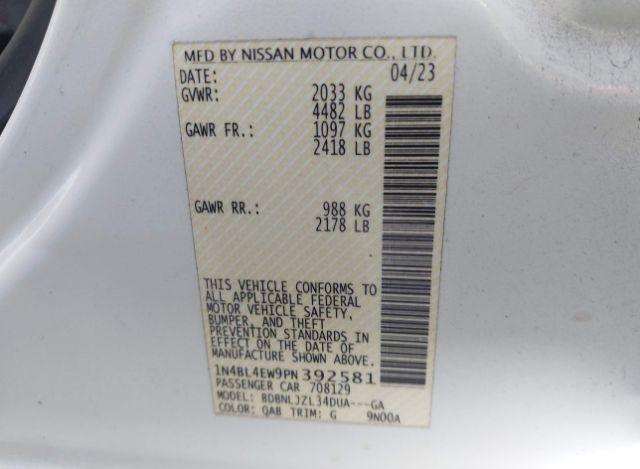 MFD BY NISSAN MOTOR CO., LTD.
DATE: 04/23
GVWR: 2033 KG
4482 LB
GAWR FR.: 1097 KG
2418 LB
GAWR RR.: 988 KG
2178 LB
THIS VEHICLE CONFORMS TO
ALL APPLICABLE FEDERAL
MOTOR VEHICLE SAFETY,
BUMPER, AND THEFT
PREVENTION STANDARDS IN
EFFECT ON THE DATE OF
MANUFACTURE SHOWN ABOVE.
1N4BL4EW9PN392581
PASSENGER CAR 708129
MODEL: BDBNLJZL34DUA---GA
COLOR: QAB TRIM: G 9N00A